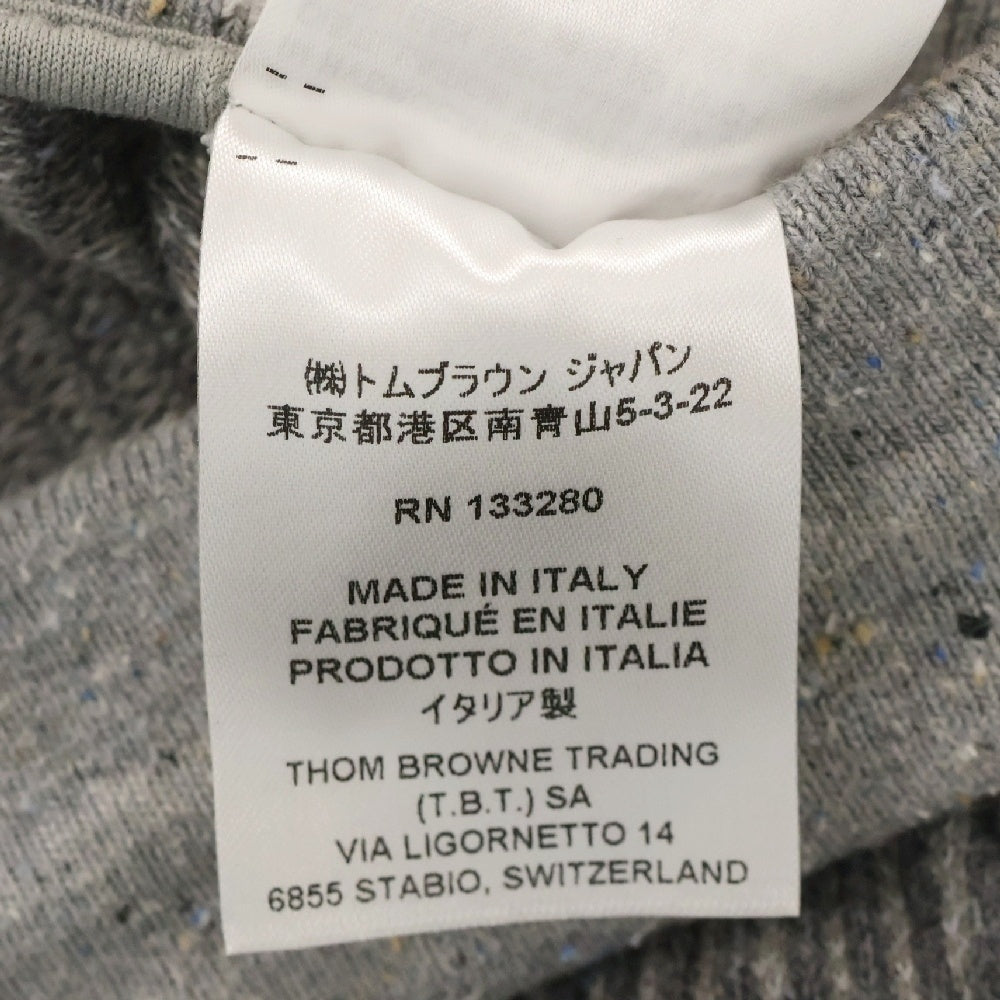 ㈱トムブラウン ジャパン
東京都港区南青山5-3-22
RN 133280
MADE IN ITALY
FABRIQUÉ EN ITALIE
PRODOTTO IN ITALIA
イタリア製
THOM BROWNE TRADING
(T.B.T.) SA
VIA LIGORNETTO 14
6855 STABIO, SWITZERLAND